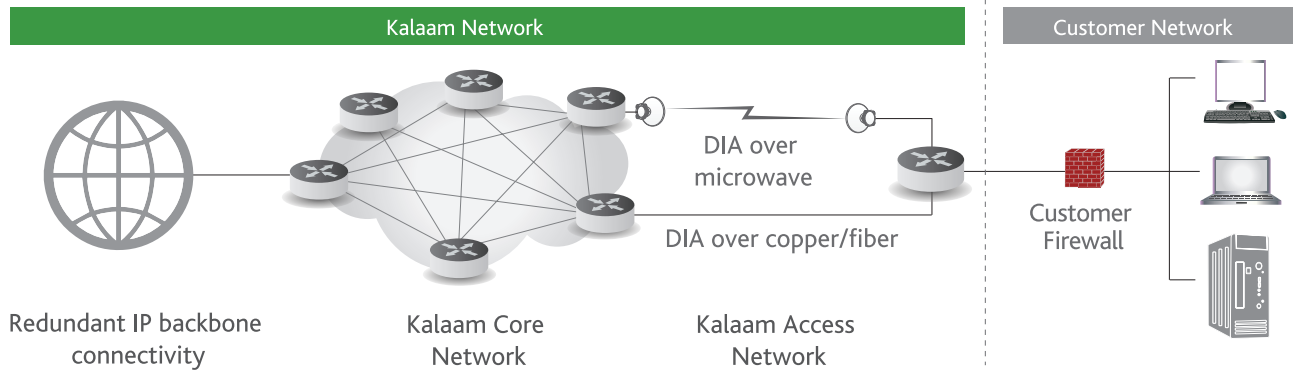 Kalaam Network
Customer Network
DIA over
microwave
DIA over copper/fiber
Customer
Firewall
Redundant IP backbone
connectivity
Kalaam Core
Network
Kalaam Access
Network